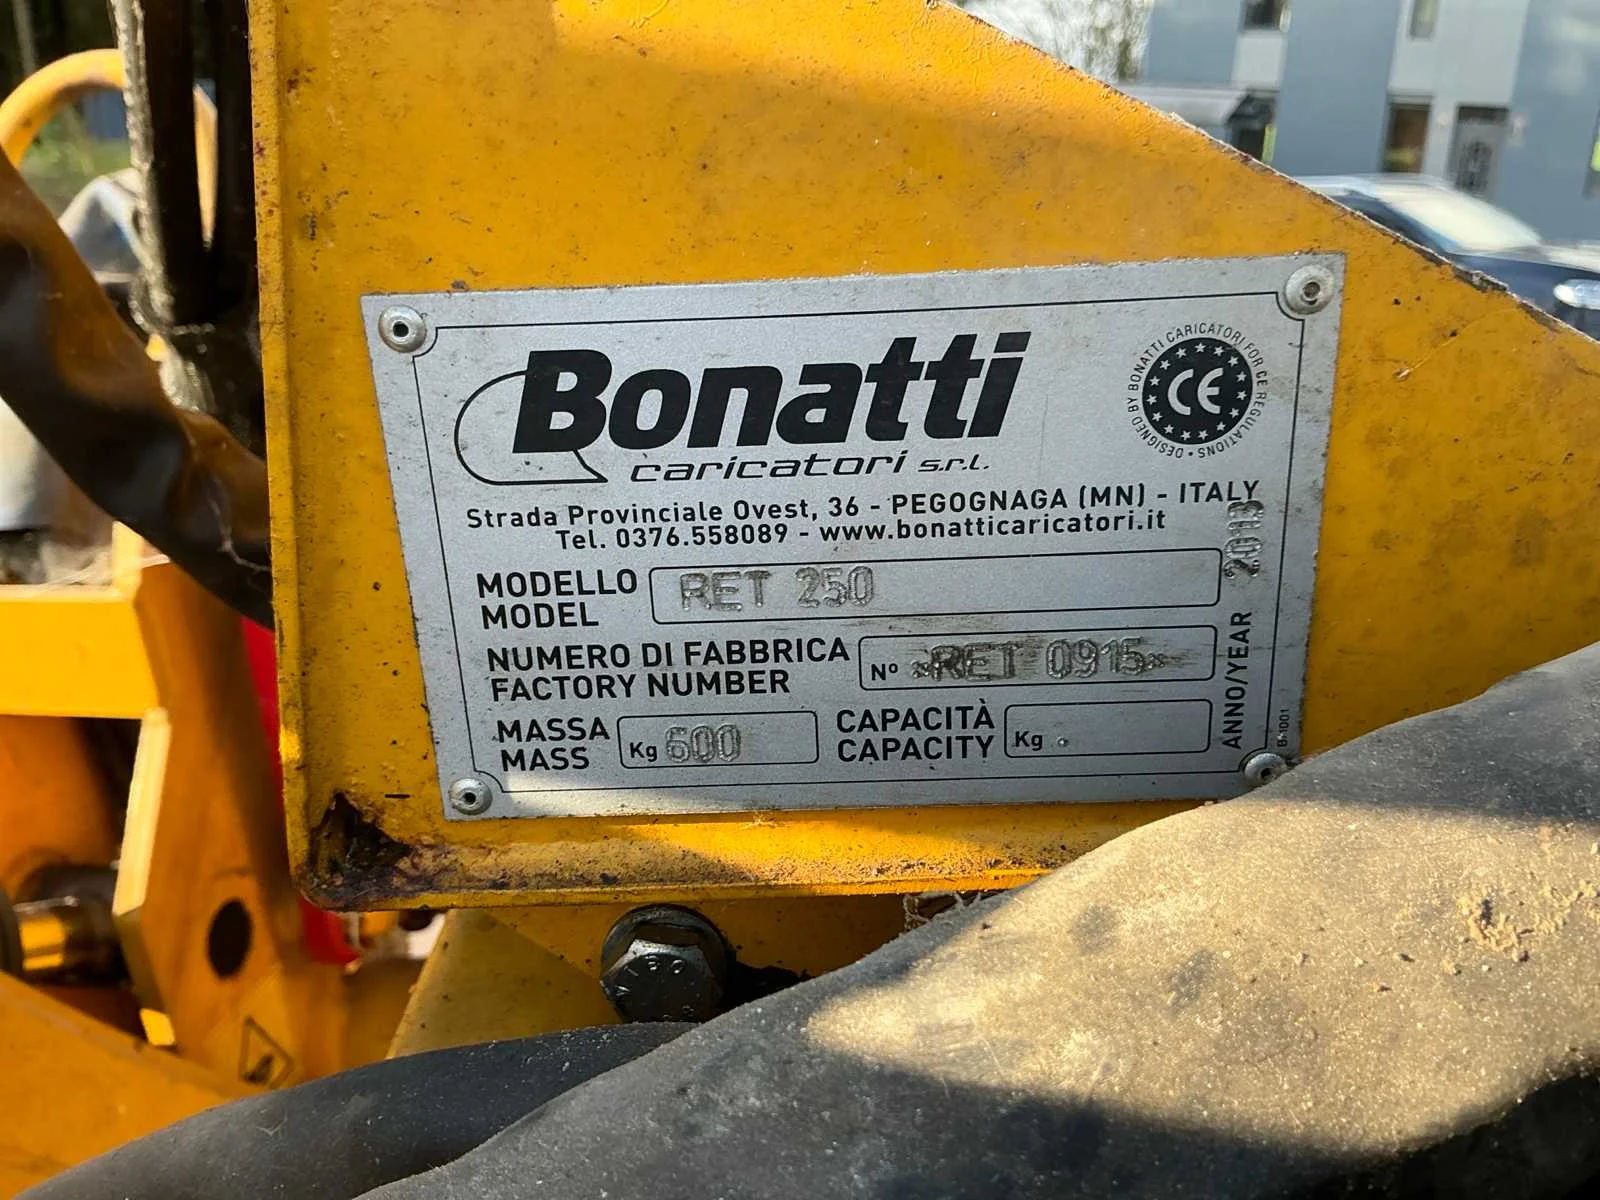 Bonatti
caricatori s.r.l.
DESIGNED BY BONATTI CARICATORI FOR CE REGULATIONS •
CE
Strada Provinciale Ovest, 36 - PEGOGNAGA (MN) - ITALY
Tel. 0376.558089 - www.bonatticaricatori.it
MODELLO
MODEL
RET 250
NUMERO DI FABBRICA
FACTORY NUMBER
N° «RET 0915»
MASSA
MASS
Kg 600
CAPACITÀ
CAPACITY
Kg .
ANNO/YEAR 2013
B-1001